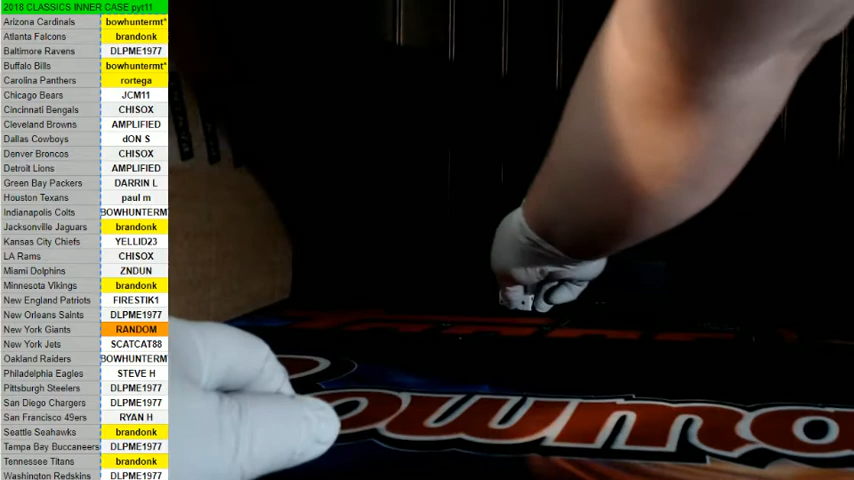 2018 CLASSICS INNER CASE pyt11
Arizona Cardinals bowhuntermt*
Atlanta Falcons brandonk
Baltimore Ravens DLPME1977
Buffalo Bills bowhuntermt*
Carolina Panthers rortega
Chicago Bears JCM11
Cincinnati Bengals CHISOX
Cleveland Browns AMPLIFIED
Dallas Cowboys dON S
Denver Broncos CHISOX
Detroit Lions AMPLIFIED
Green Bay Packers DARRIN L
Houston Texans paul m
Indianapolis Colts BOWHUNTERM
Jacksonville Jaguars brandonk
Kansas City Chiefs YELLID23
LA Rams CHISOX
Miami Dolphins ZNDUN
Minnesota Vikings brandonk
New England Patriots FIRESTIK1
New Orleans Saints DLPME1977
New York Giants RANDOM
New York Jets SCATCAT88
Oakland Raiders BOWHUNTERM
Philadelphia Eagles STEVE H
Pittsburgh Steelers DLPME1977
San Diego Chargers DLPME1977
San Francisco 49ers RYAN H
Seattle Seahawks brandonk
Tampa Bay Buccaneers DLPME1977
Tennessee Titans brandonk
Washington Redskins DLPME1977